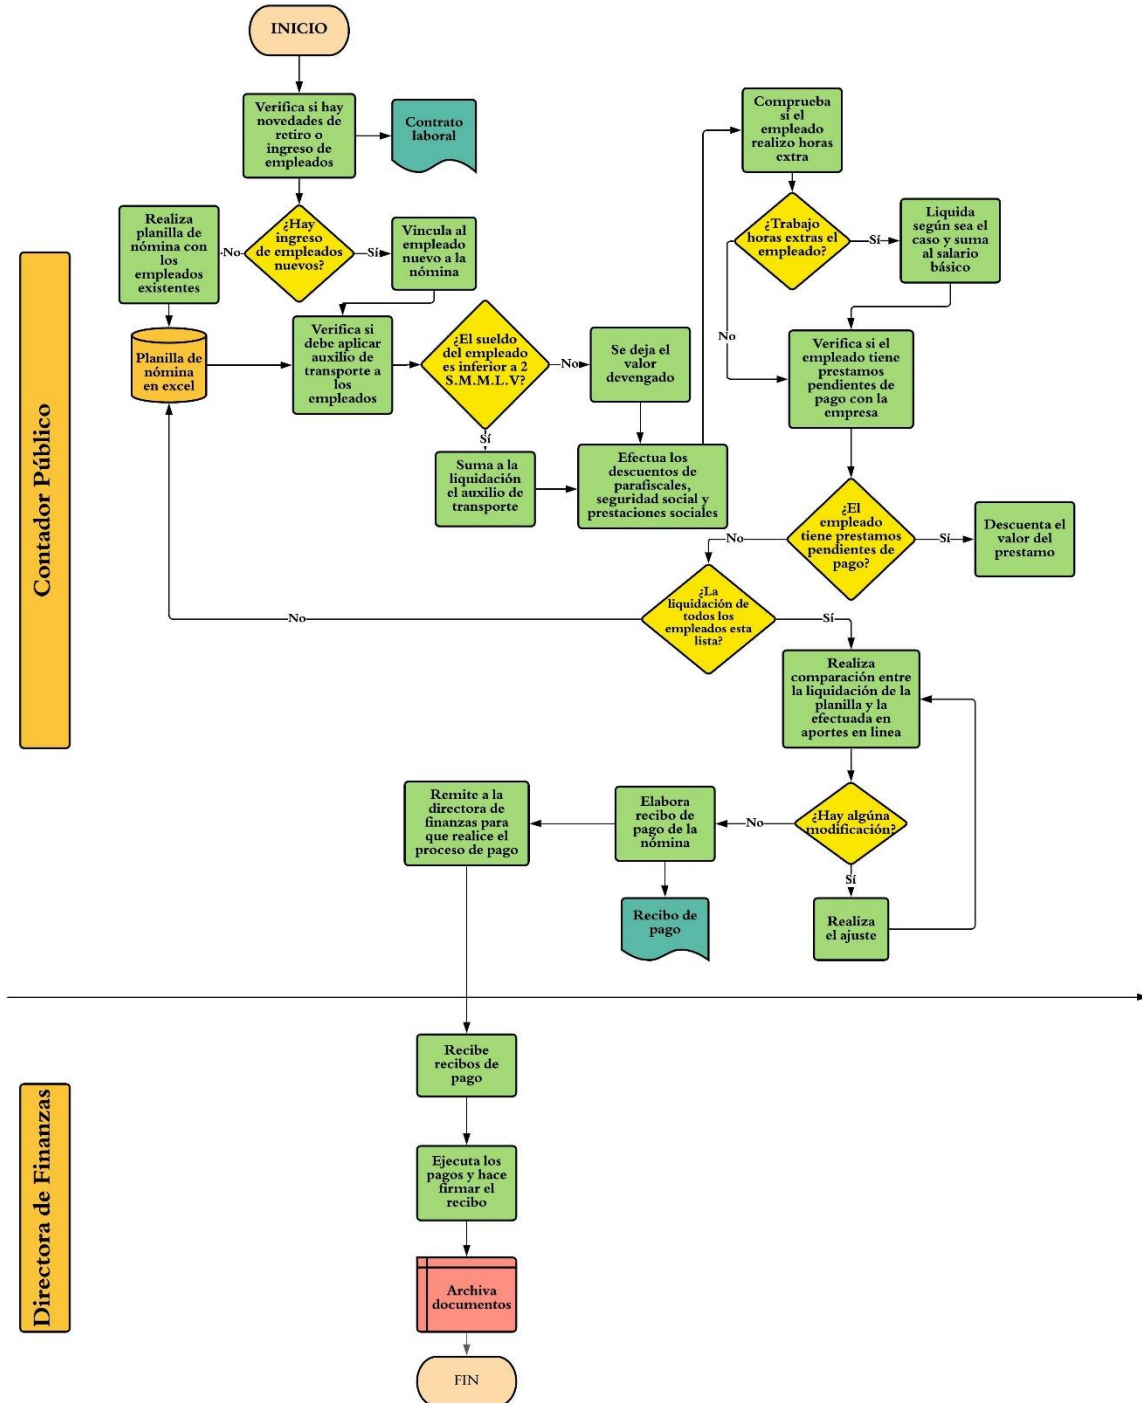 INICIO
Verifica si hay
novedades de
retiro o
ingreso de
empleados
Contrato
laboral
Comprueba
sí el
empleado
realizo horas
extra
Realiza
planilla de
nómina con
los
empleados
existentes
No
¿Hay
ingreso
de empleados
nuevos?
Sí
Vincula al
empleado
nuevo a la
nómina
¿Trabajo
horas extras el
empleado?
Sí
Liquida
según sea el
caso y suma
al salario
básico
No
Planilla de
nómina
en excel
Verifica si
debe aplicar
auxilio de
transporte a
los
empleados
¿El sueldo
del empleado
es inferior a 2
S.M.M.L.V?
No
Se deja el
valor
devengado
Verifica si el
empleado tiene
prestamos
pendientes de
pago con la
empresa
Sí
Suma a la
liquidación
el auxilio de
transporte
Efectua los
descuentos de
parafiscales,
seguridad social y
prestaciones sociales
Contador Público
¿El
empleado
tiene prestamos
pendientes de
pago?
No
Sí
Descuenta el
valor del
prestamo
¿La
liquidación de
todos los
empleados esta
lista?
No
Sí
Realiza
comparación entre
la liquidación de la
planilla y la
efectuada en
aportes en linea
Remite a la
directora de
finanzas para
que realice el
proceso de pago
Elabora
recibo de
pago de la
nómina
No
¿Hay algúna
modificación?
Sí
Recibo de
pago
Realiza
el ajuste
Recibe
recibos de
pago
Directora de Finanzas
Ejecuta los
pagos y hace
firmar el
recibo
Archiva
documentos
FIN